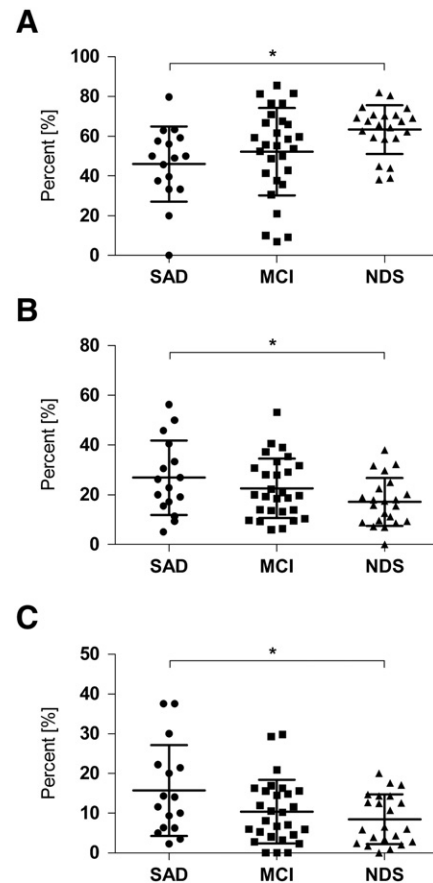 A
*
100
80
60
40
20
0
Percent [%]
SAD MCI NDS
B
*
80
60
40
20
0
Percent [%]
SAD MCI NDS
C
*
50
40
30
20
10
0
Percent [%]
SAD MCI NDS